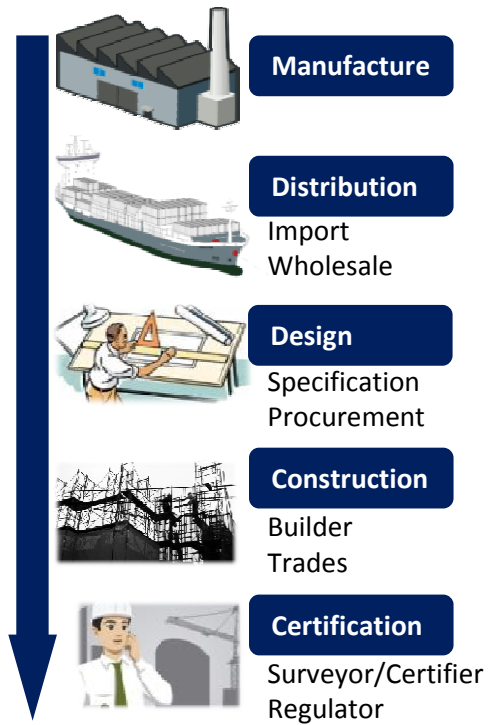 Manufacture
Distribution
Import
Wholesale
Design
Specification
Procurement
Construction
Builder
Trades
Certification
Surveyor/Certifier
Regulator